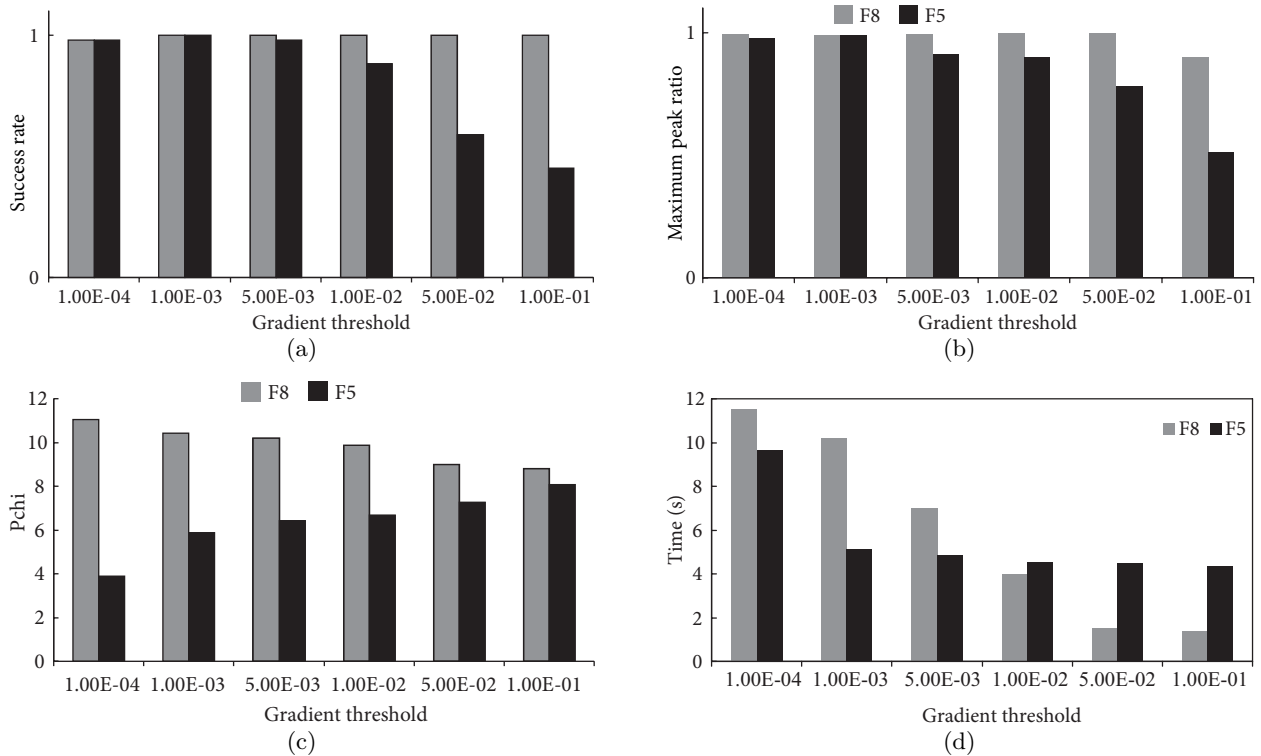 1
Success rate
0
1.00E-04 1.00E-03 5.00E-03 1.00E-02 5.00E-02 1.00E-01
Gradient threshold
(a)
F8 F5
1
Maximum peak ratio
0
1.00E-04 1.00E-03 5.00E-03 1.00E-02 5.00E-02 1.00E-01
Gradient threshold
(b)
F8 F5
12
10
8
Pchi
6
4
2
0
1.00E-04 1.00E-03 5.00E-03 1.00E-02 5.00E-02 1.00E-01
Gradient threshold
(c)
12
F8 F5
10
8
Time (s)
6
4
2
0
1.00E-04 1.00E-03 5.00E-03 1.00E-02 5.00E-02 1.00E-01
Gradient threshold
(d)